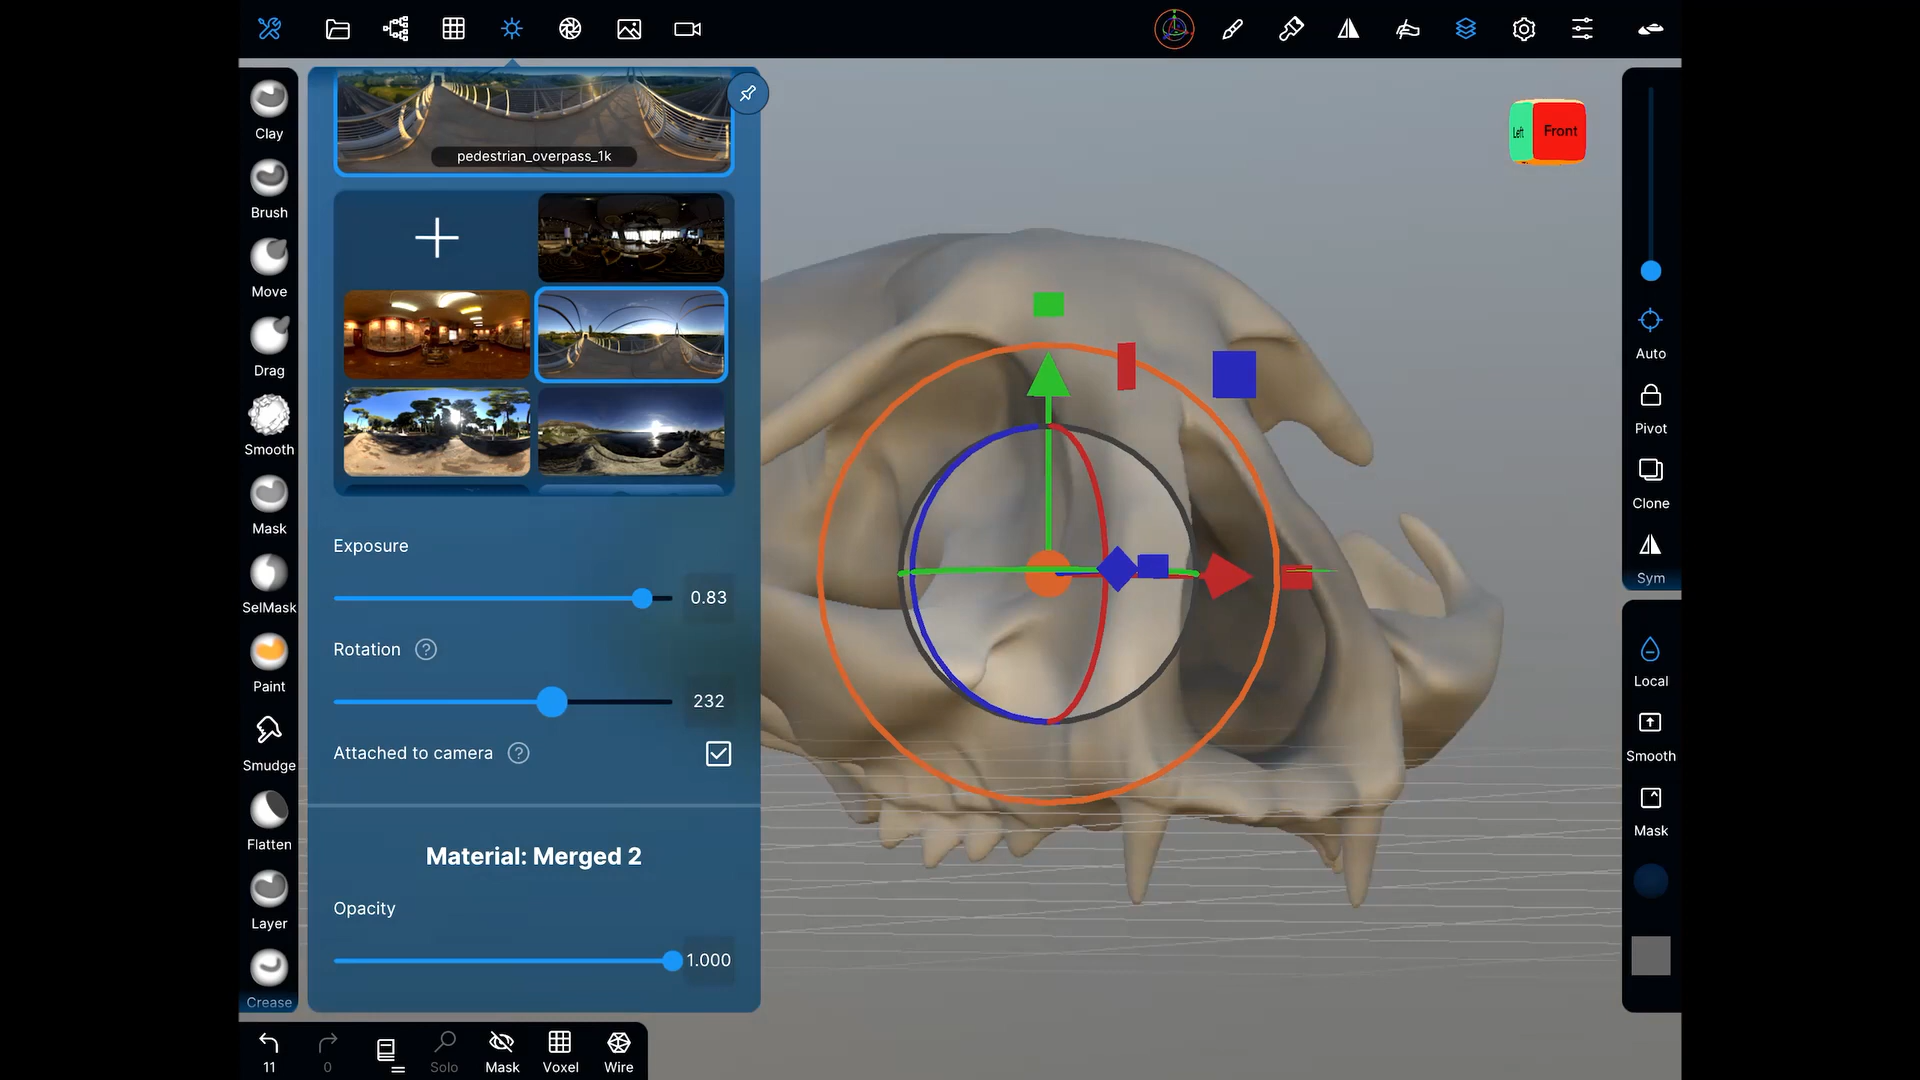 Clay
Brush
Move
Drag
Smooth
Mask
SelMask
Paint
Smudge
Flatten
Layer
Crease
pedestrian_overpass_1k
Exposure
0.83
Rotation ?
232
Attached to camera ?
Material: Merged 2
Opacity
1.000
11
0
Solo
Mask
Voxel
Wire
Left
Front
Auto
Pivot
Clone
Sym
Local
Smooth
Mask